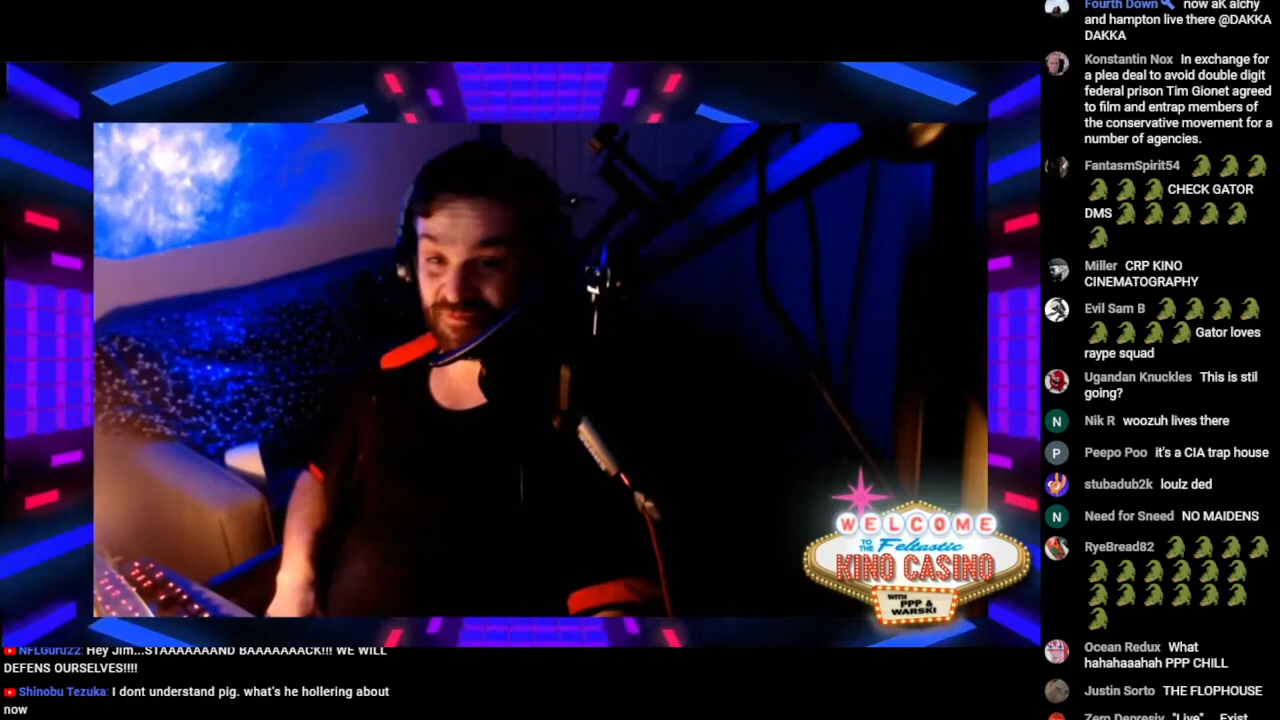 Fourth Down now aK alchy
and hampton live there @DAKKA
DAKKA
Konstantin Nox In exchange for
a plea deal to avoid double digit
federal prison Tim Gionet agreed
to film and entrap members of
the conservative movement for a
number of agencies.
FantasmSpirit54
CHECK GATOR
DMS
Miller CRP KINO
CINEMATOGRAPHY
Evil Sam B
Gator loves
raype squad
Ugandan Knuckles This is stil
going?
N Nik R woozuh lives there
P Peepo Poo it's a CIA trap house
stubadub2k loulz ded
N Need for Sneed NO MAIDENS
RyeBread82
Ocean Redux What
hahahaaahah PPP CHILL
Justin Sorto THE FLOPHOUSE
Zero Depresiv "Live"... Exist
WELCOME
TO THE Feltastic
KINO CASINO
WITH
PPP &
WARSKI
NFLGuru22: Hey Jim...STAAAAAAAND BAAAAAAACK!!! WE WILL
DEFENS OURSELVES!!!!
Shinobu Tezuka: I dont understand pig. what's he hollering about
now